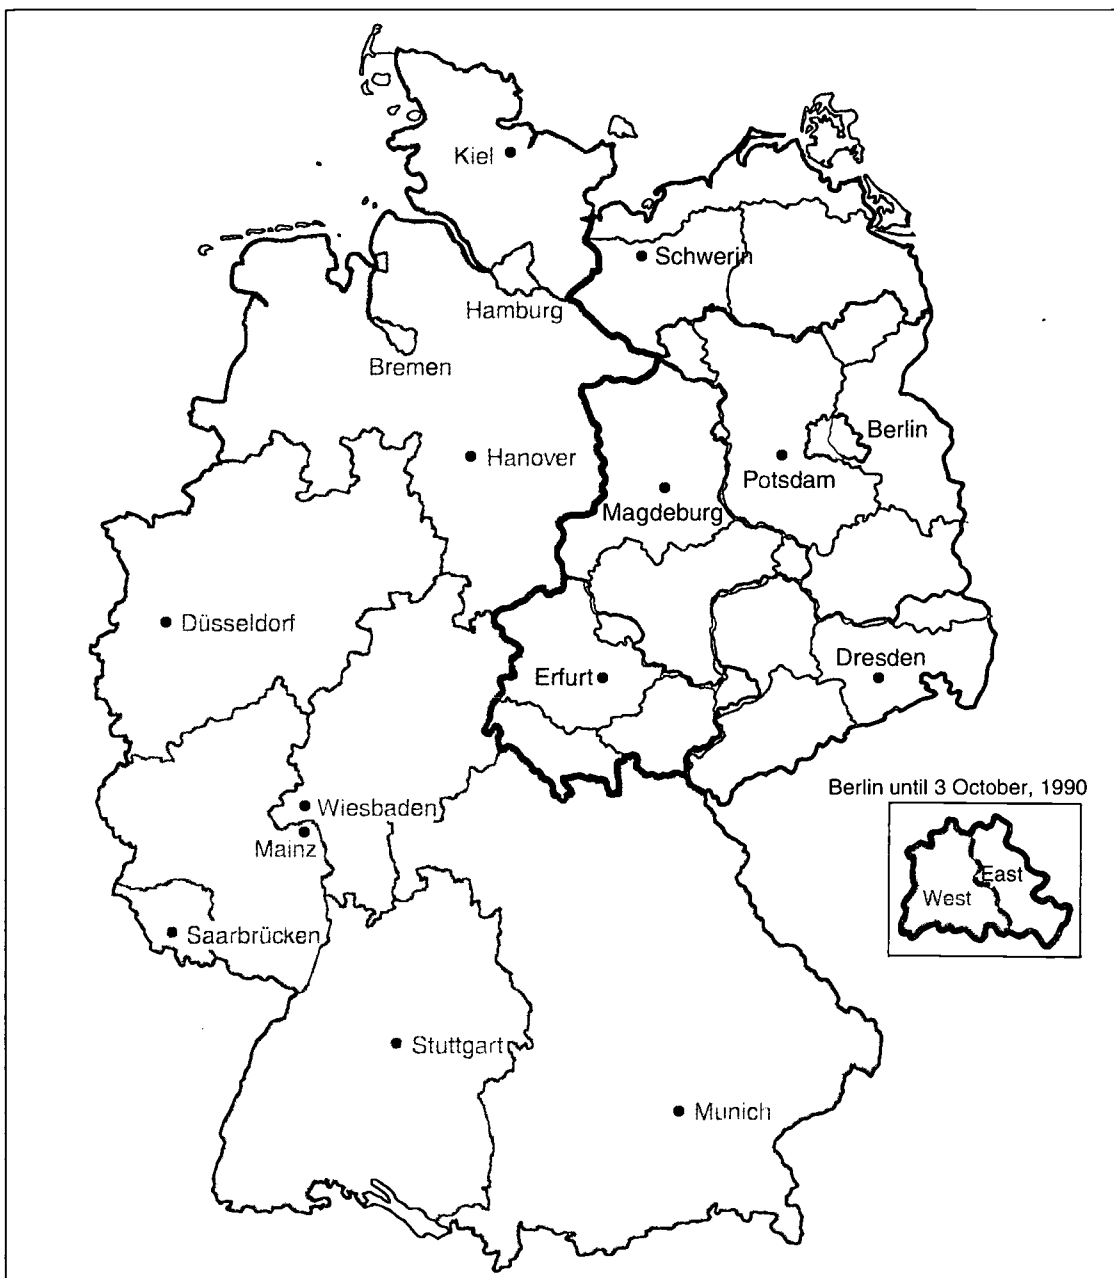 Kiel
Schwerin
Hamburg
Bremen
Berlin
Hanover
Potsdam
Magdeburg
Düsseldorf
Dresden
Erfurt
Berlin until 3 October, 1990
Wiesbaden
Mainz
East
West
Saarbrücken
Stuttgart
Munich